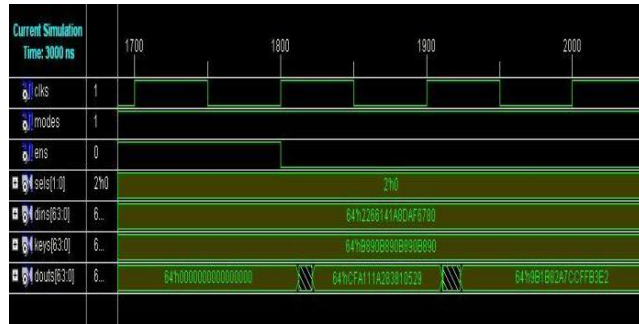 Current Simulation
Time: 3000 ns
1700 1800 1900 2000
clks 1
modes 1
ens 0
sels[1:0] 2'h0 2'h0
dins[63:0] 6... 64'h2266141A8DAF6780
keys[63:0] 6... 64'hB890B890B890B890
douts[63:0] 6... 64'h0000000000000000 64'hCFA111A283810529 64'h9B1B82A7CCFFB3E2